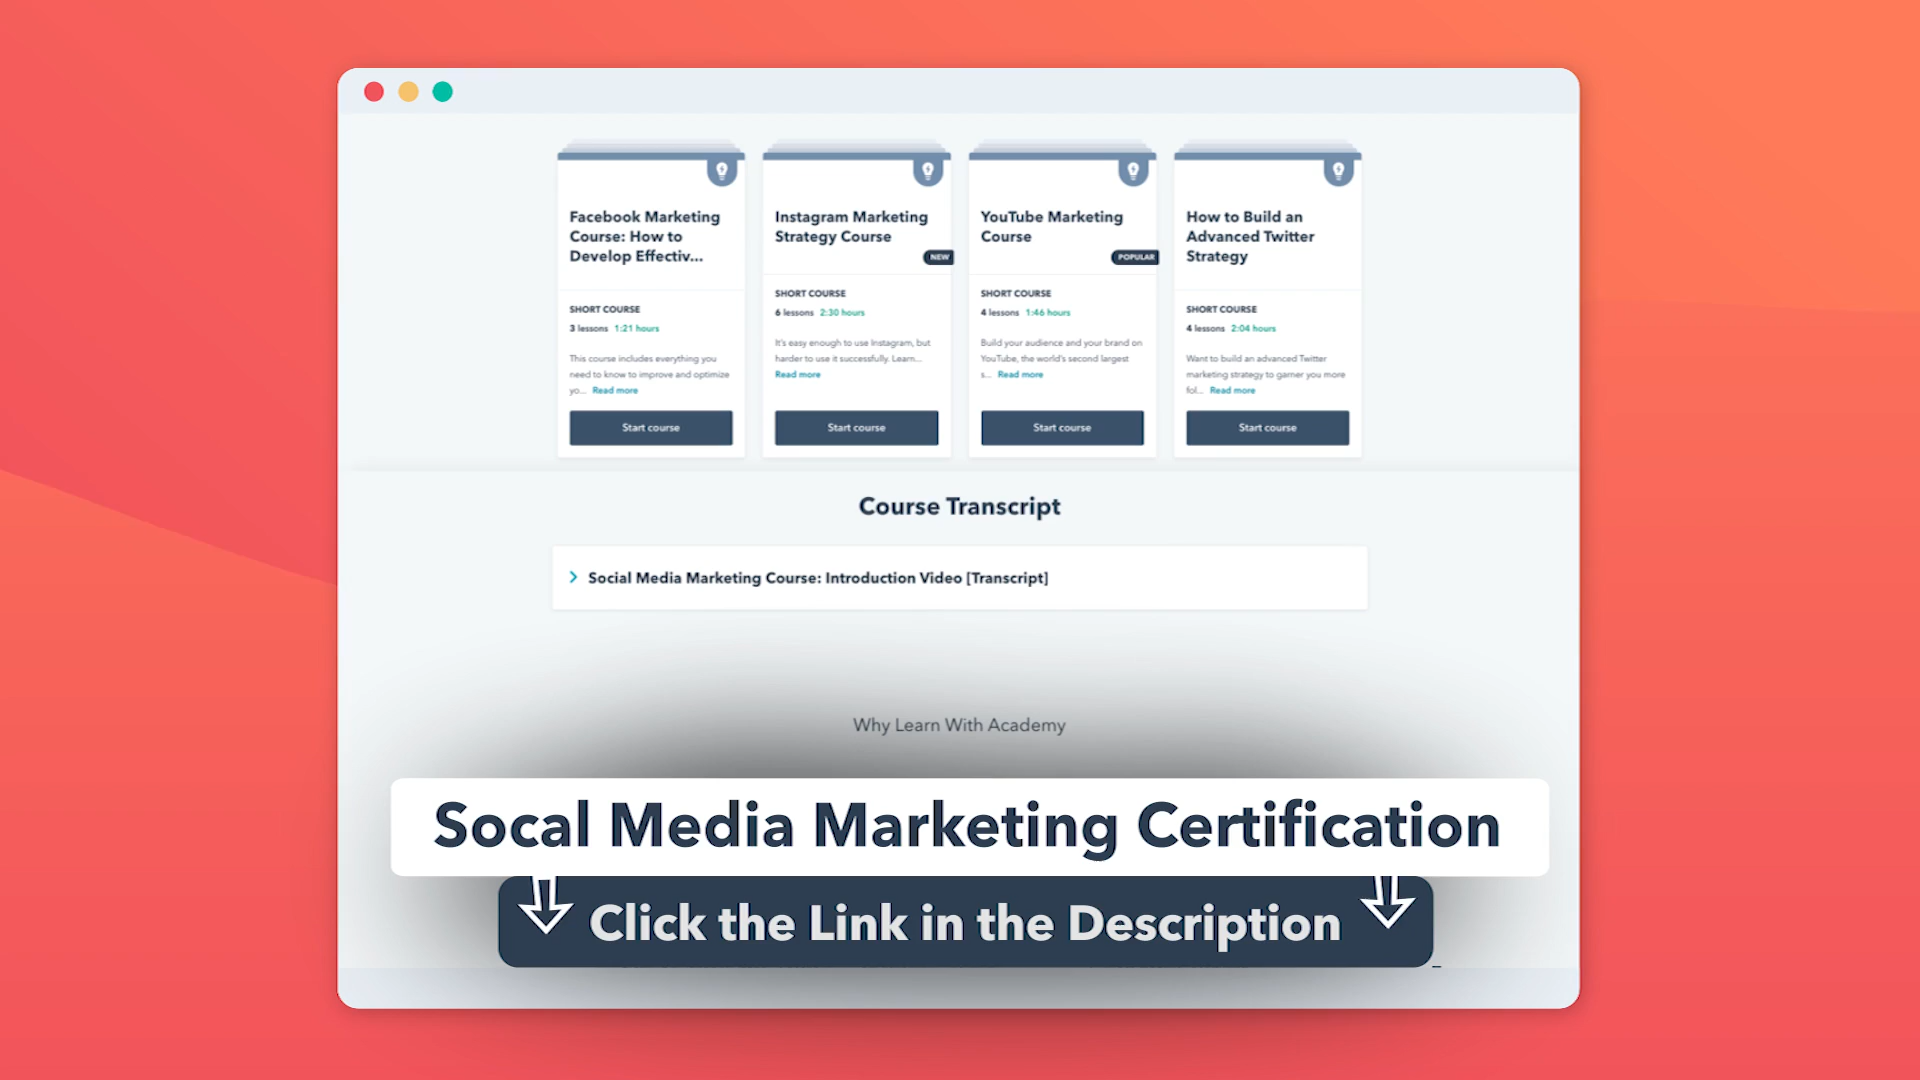 Facebook Marketing
Course: How to
Develop Effectiv...
SHORT COURSE
3 lessons 1:21 hours
This course includes everything you
need to know to improve and optimize
yo... Read more
Start course
Instagram Marketing
Strategy Course
NEW
SHORT COURSE
6 lessons 2:30 hours
It's easy enough to use Instagram, but
harder to use it successfully. Learn...
Read more
Start course
YouTube Marketing
Course
POPULAR
SHORT COURSE
4 lessons 1:46 hours
Build your audience and your brand on
YouTube, the world's second largest
s... Read more
Start course
How to Build an
Advanced Twitter
Strategy
SHORT COURSE
4 lessons 2:04 hours
Want to build an advanced Twitter
marketing strategy to garner you more
fol... Read more
Start course
Course Transcript
Social Media Marketing Course: Introduction Video [Transcript]
Why Learn With Academy
Socal Media Marketing Certification
Click the Link in the Description